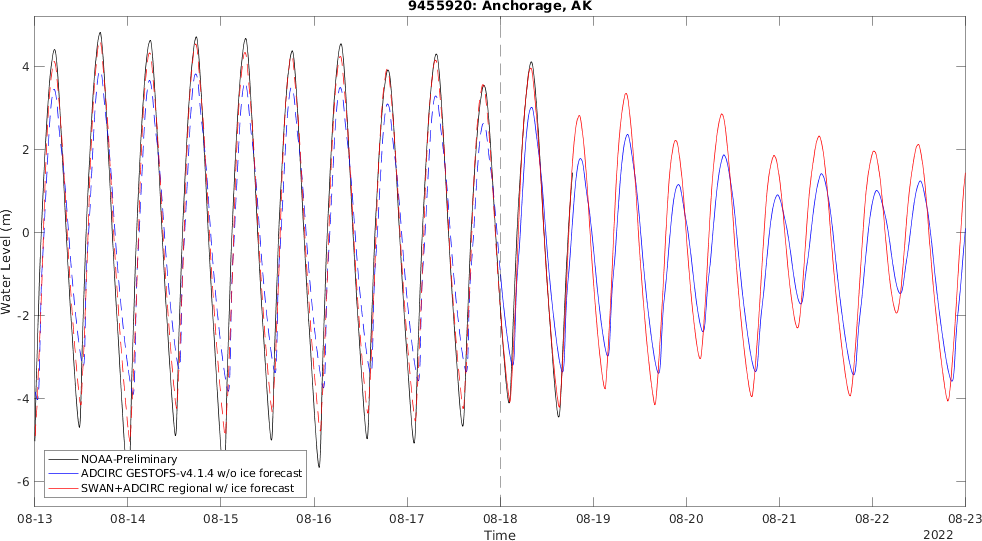 9455920: Anchorage, AK
Water Level (m)
4
2
0
-2
-4
-6
NOAA-Preliminary
ADCIRC GESTOFS-v4.1.4 w/o ice forecast
SWAN+ADCIRC regional w/ ice forecast
08-13 08-14 08-15 08-16 08-17 08-18 08-19 08-20 08-21 08-22 08-23
Time
2022